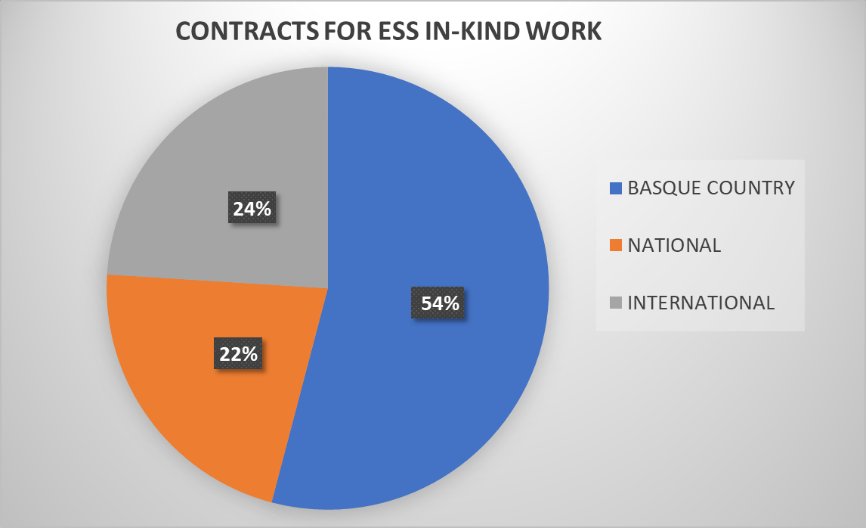 CONTRACTS FOR ESS IN-KIND WORK
24%
54%
22%
BASQUE COUNTRY
NATIONAL
INTERNATIONAL